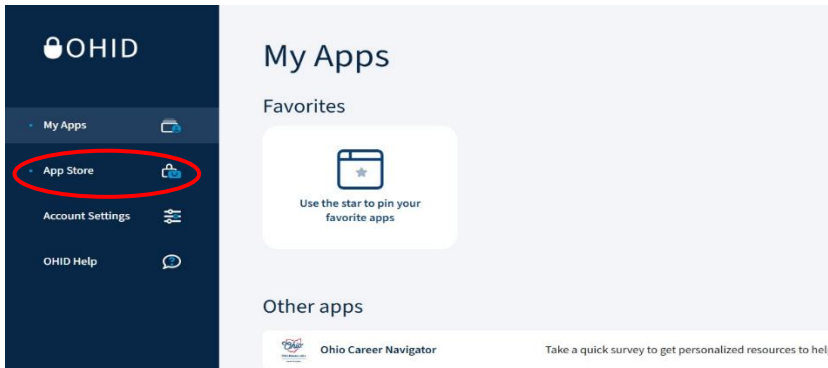 OHID
My Apps
App Store
Account Settings
OHID Help
My Apps
Favorites
Use the star to pin your
favorite apps
Other apps
Ohio
Ohio Career Navigator
Take a quick survey to get personalized resources to hel